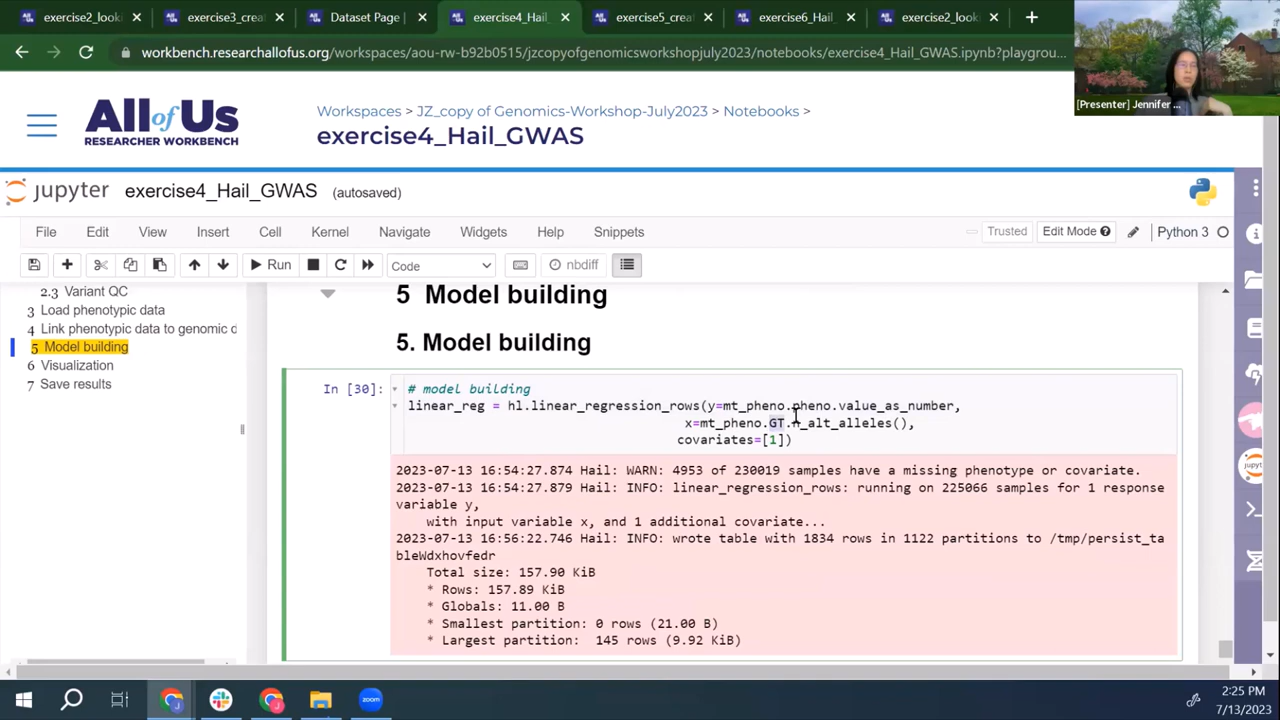 exercise2_look
exercise3_crea
Dataset Page |
exercise4_Hail_
exercise5_crea
exercise6_Hail_
exercise2_look
workbench.researchallofus.org/workspaces/aou-rw-b92b0515/jzcopyofgenomicsworkshopjuly2023/notebooks/exercise4_Hail_GWAS.ipynb?playgrou...
[Presenter] Jennifer ...
All of Us
RESEARCHER WORKBENCH
Workspaces > JZ_copy of Genomics-Workshop-July2023 > Notebooks >
exercise4_Hail_GWAS
jupyter exercise4_Hail_GWAS (autosaved)
File Edit View Insert Cell Kernel Navigate Widgets Help Snippets
Trusted Edit Mode Python 3
Run Code nbdiff
2.3 Variant QC
3 Load phenotypic data
4 Link phenotypic data to genomic d
5 Model building
6 Visualization
7 Save results
5 Model building
5. Model building
In [30]:
# model building
linear_reg = hl.linear_regression_rows(y=mt_pheno.pheno.value_as_number,
x=mt_pheno.GT.n_alt_alleles(),
covariates=[1])
2023-07-13 16:54:27.874 Hail: WARN: 4953 of 230019 samples have a missing phenotype or covariate.
2023-07-13 16:54:27.879 Hail: INFO: linear_regression_rows: running on 225066 samples for 1 response
variable y,
with input variable x, and 1 additional covariate...
2023-07-13 16:56:22.746 Hail: INFO: wrote table with 1834 rows in 1122 partitions to /tmp/persist_ta
bleWdxhovfedr
Total size: 157.90 KiB
* Rows: 157.89 KiB
* Globals: 11.00 B
* Smallest partition: 0 rows (21.00 B)
* Largest partition: 145 rows (9.92 KiB)
zoom
2:25 PM
7/13/2023